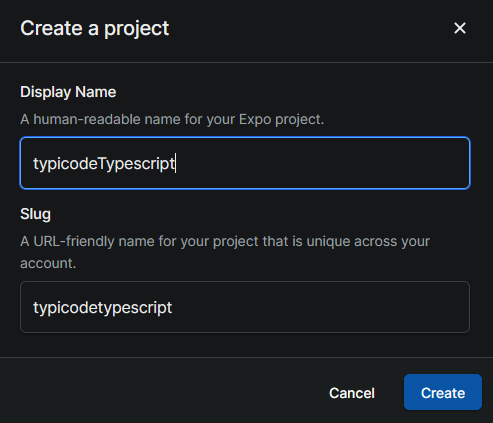 Create a project
Display Name
A human-readable name for your Expo project.
typicodeTypescript
Slug
A URL-friendly name for your project that is unique across your
account.
typicodetypescript
Cancel
Create